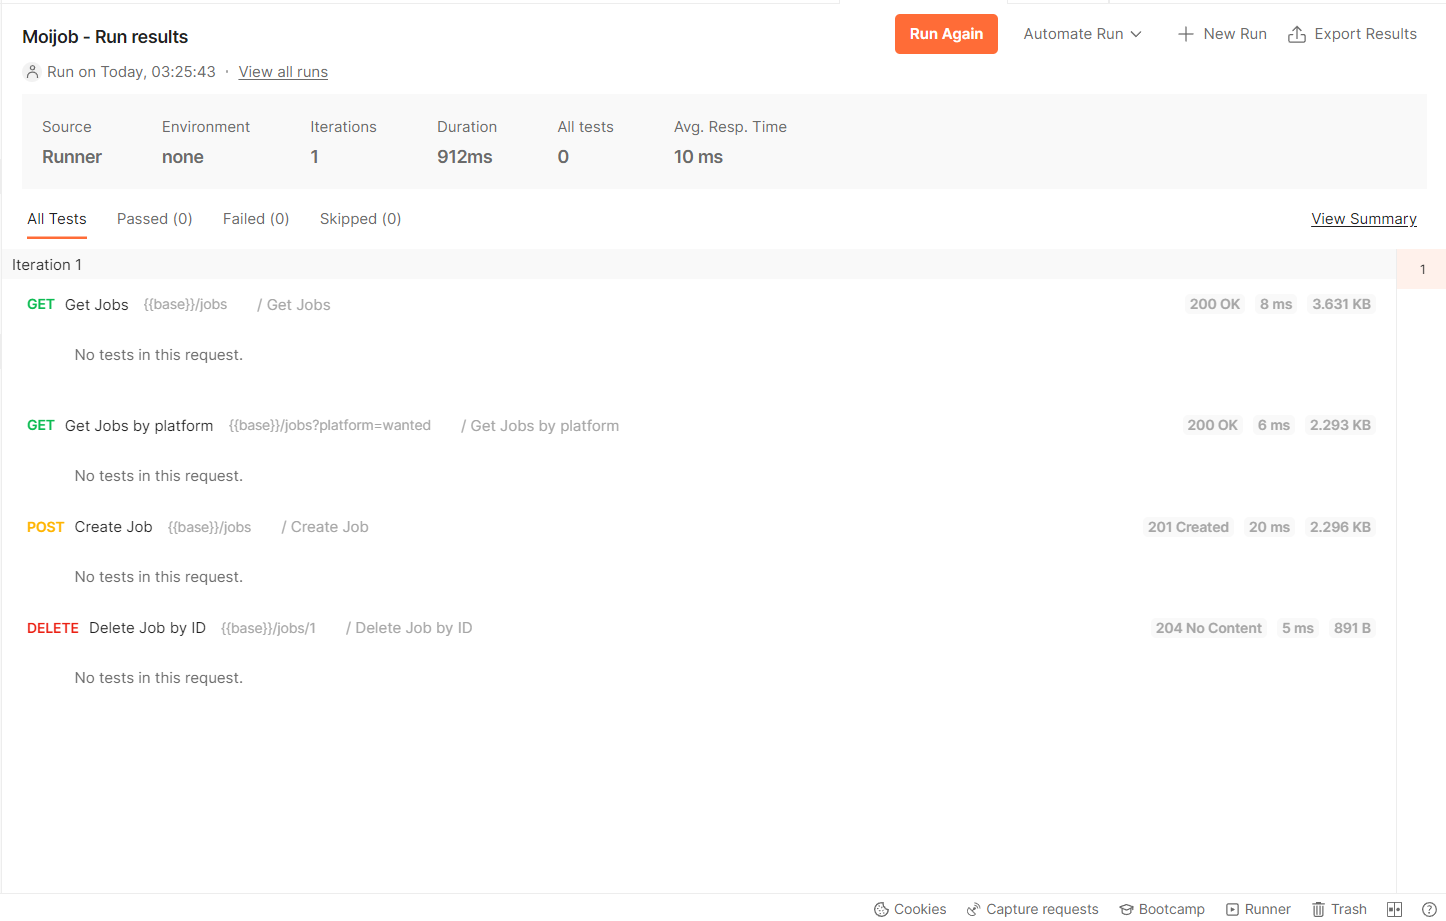 Moijob - Run results
Run Again
Automate Run
New Run
Export Results
Run on Today, 03:25:43 · View all runs
Source Environment Iterations Duration All tests Avg. Resp. Time
Runner none 1 912ms 0 10 ms
All Tests Passed (0) Failed (0) Skipped (0) View Summary
Iteration 1
1
GET Get Jobs {{base}}/jobs / Get Jobs 200 OK 8 ms 3.631 KB
No tests in this request.
GET Get Jobs by platform {{base}}/jobs?platform=wanted / Get Jobs by platform 200 OK 6 ms 2.293 KB
No tests in this request.
POST Create Job {{base}}/jobs / Create Job 201 Created 20 ms 2.296 KB
No tests in this request.
DELETE Delete Job by ID {{base}}/jobs/1 / Delete Job by ID 204 No Content 5 ms 891 B
No tests in this request.
Cookies Capture requests Bootcamp Runner Trash